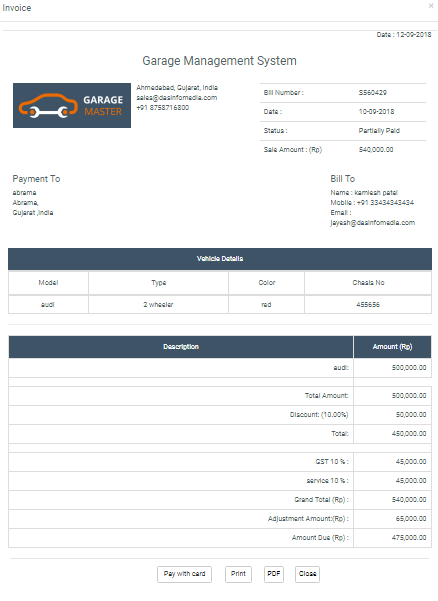 Invoice
×
Date : 12-09-2018
Garage Management System
GARAGE
MASTER
Ahmedabad, Gujarat, India
sales@dasinfomedia.com
+91 8758716800
Bill Number : S560429
Date : 10-09-2018
Status : Partially Paid
Sale Amount : (Rp) 540,000.00
Payment To
abrama
Abrama,
Gujarat ,India
Bill To
Name : kamlesh patel
Mobile : +91 33434343434
Email :
jayesh@dasinfomedia.com
Vehicle Details
Model Type Color Chasis No
audi 2 wheeler red 455656
Description Amount (Rp)
audi: 500,000.00
Total Amount: 500,000.00
Discount: (10.00%) 50,000.00
Total: 450,000.00
GST 10 % : 45,000.00
service 10 % : 45,000.00
Grand Total (Rp) : 540,000.00
Adjustment Amount:(Rp) : 65,000.00
Amount Due (Rp) : 475,000.00
Pay with card Print PDF Close